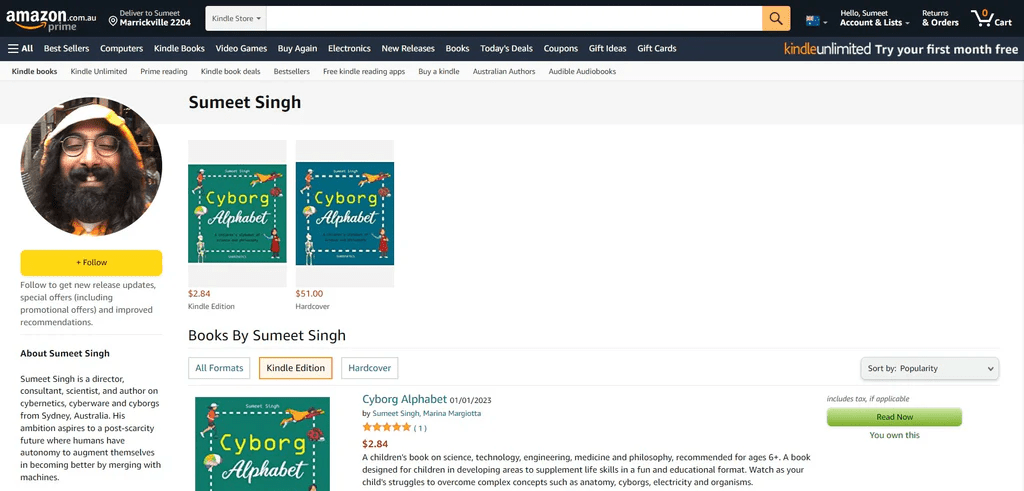 amazon.com.au
prime
Deliver to Sumeet
Marrickville 2204
Kindle Store
Hello, Sumeet
Account & Lists
Returns
& Orders
0
Cart
All Best Sellers Computers Kindle Books Video Games Buy Again Electronics New Releases Books Today's Deals Coupons Gift Ideas Gift Cards
kindleunlimited Try your first month free
Kindle books Kindle Unlimited Prime reading Kindle book deals Bestsellers Free kindle reading apps Buy a kindle Australian Authors Audible Audiobooks
Sumeet Singh
Sumeet Singh
Cyborg
Alphabet
Sumeet Singh
Cyborg
Alphabet
$2.84
Kindle Edition
$51.00
Hardcover
+ Follow
Follow to get new release updates,
special offers (including
promotional offers) and improved
recommendations.
About Sumeet Singh
Sumeet Singh is a director,
consultant, scientist, and author on
cybernetics, cyberware and cyborgs
from Sydney, Australia. His
ambition aspires to a post-scarcity
future where humans have
autonomy to augment themselves
in becoming better by merging with
machines.
Books By Sumeet Singh
All Formats Kindle Edition Hardcover
Sort by: Popularity
Sumeet Singh
Cyborg
Alphabet
Cyborg Alphabet 01/01/2023
by Sumeet Singh, Marina Margiotta
( 1 )
$2.84
A children's book on science, technology, engineering, medicine and philosophy, recommended for ages 6+. A book
designed for children in developing areas to supplement life skills in a fun and educational format. Watch as your
child's struggles to overcome complex concepts such as anatomy, cyborgs, electricity and organisms.
includes tax, if applicable
Read Now
You own this